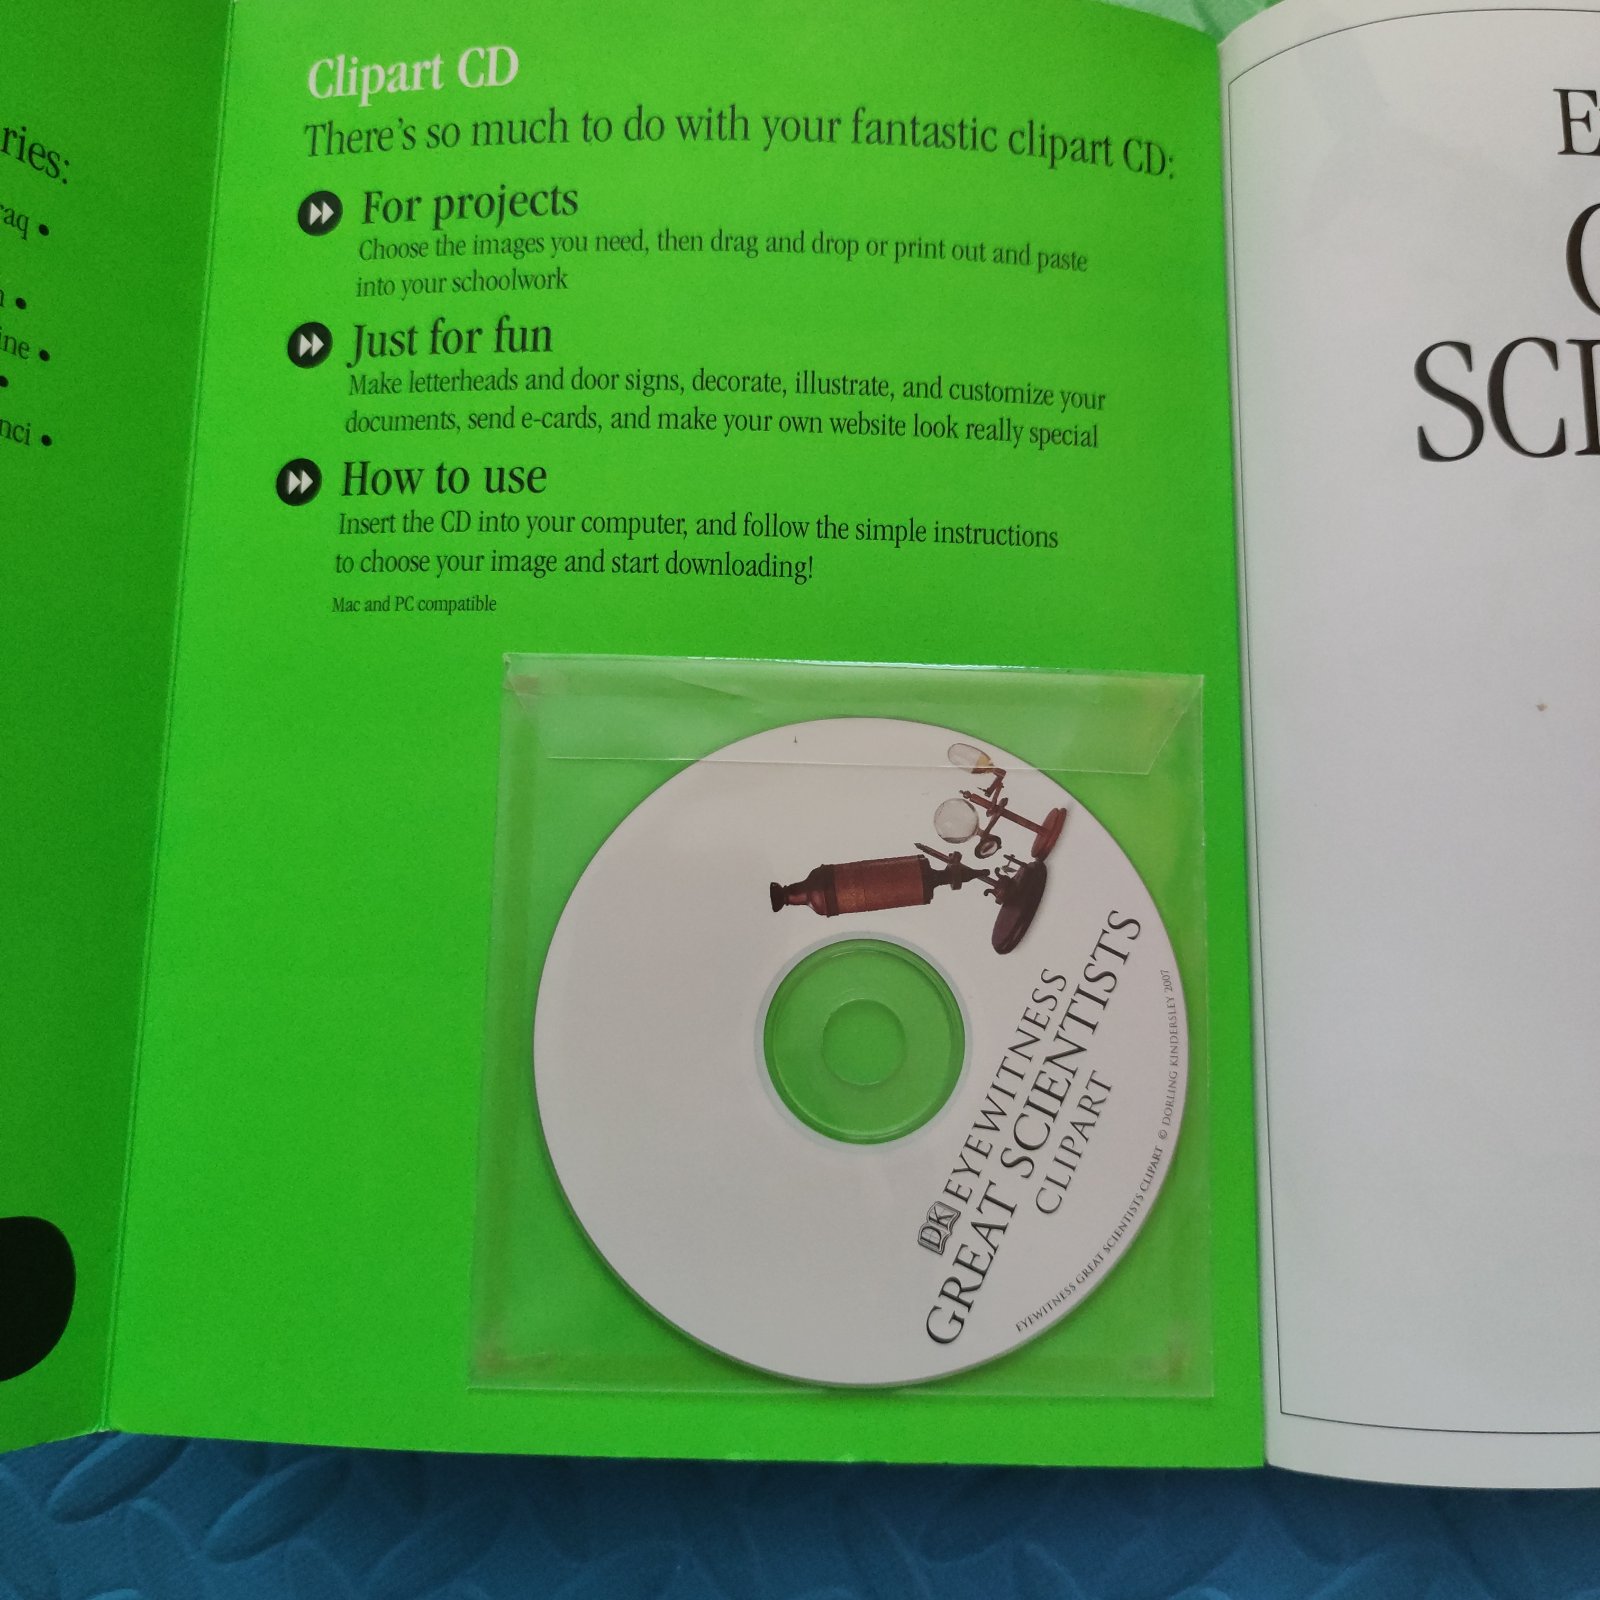 ries:
raq •
ine •
nci •
Clipart CD
There's so much to do with your fantastic clipart CD:
For projects
Choose the images you need, then drag and drop or print out and paste
into your schoolwork
Just for fun
Make letterheads and door signs, decorate, illustrate, and customize your
documents, send e-cards, and make your own website look really special
How to use
Insert the CD into your computer, and follow the simple instructions
to choose your image and start downloading!
Mac and PC compatible
DK EYEWITNESS
GREAT SCIENTISTS
CLIPART
EYEWITNESS GREAT SCIENTISTS CLIPART © DORLING KINDERSLEY 2007
E
SCI